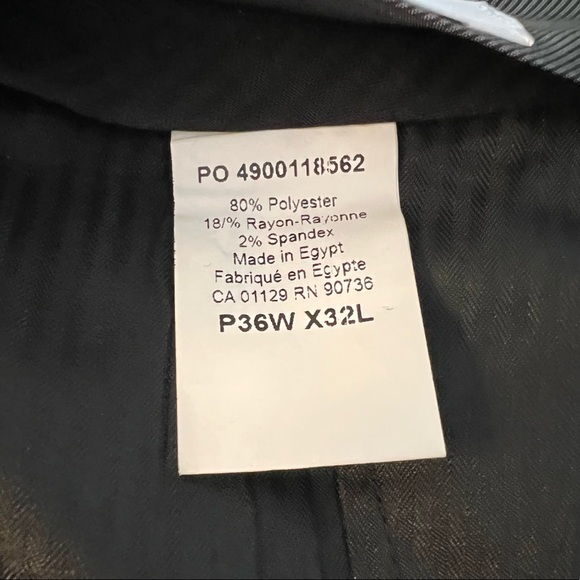 PO 4900118562
80% Polyester
18/% Rayon-Rayonne
2% Spandex
Made in Egypt
Fabriqué en Egypte
CA 01129 RN 90736
P36W X32L